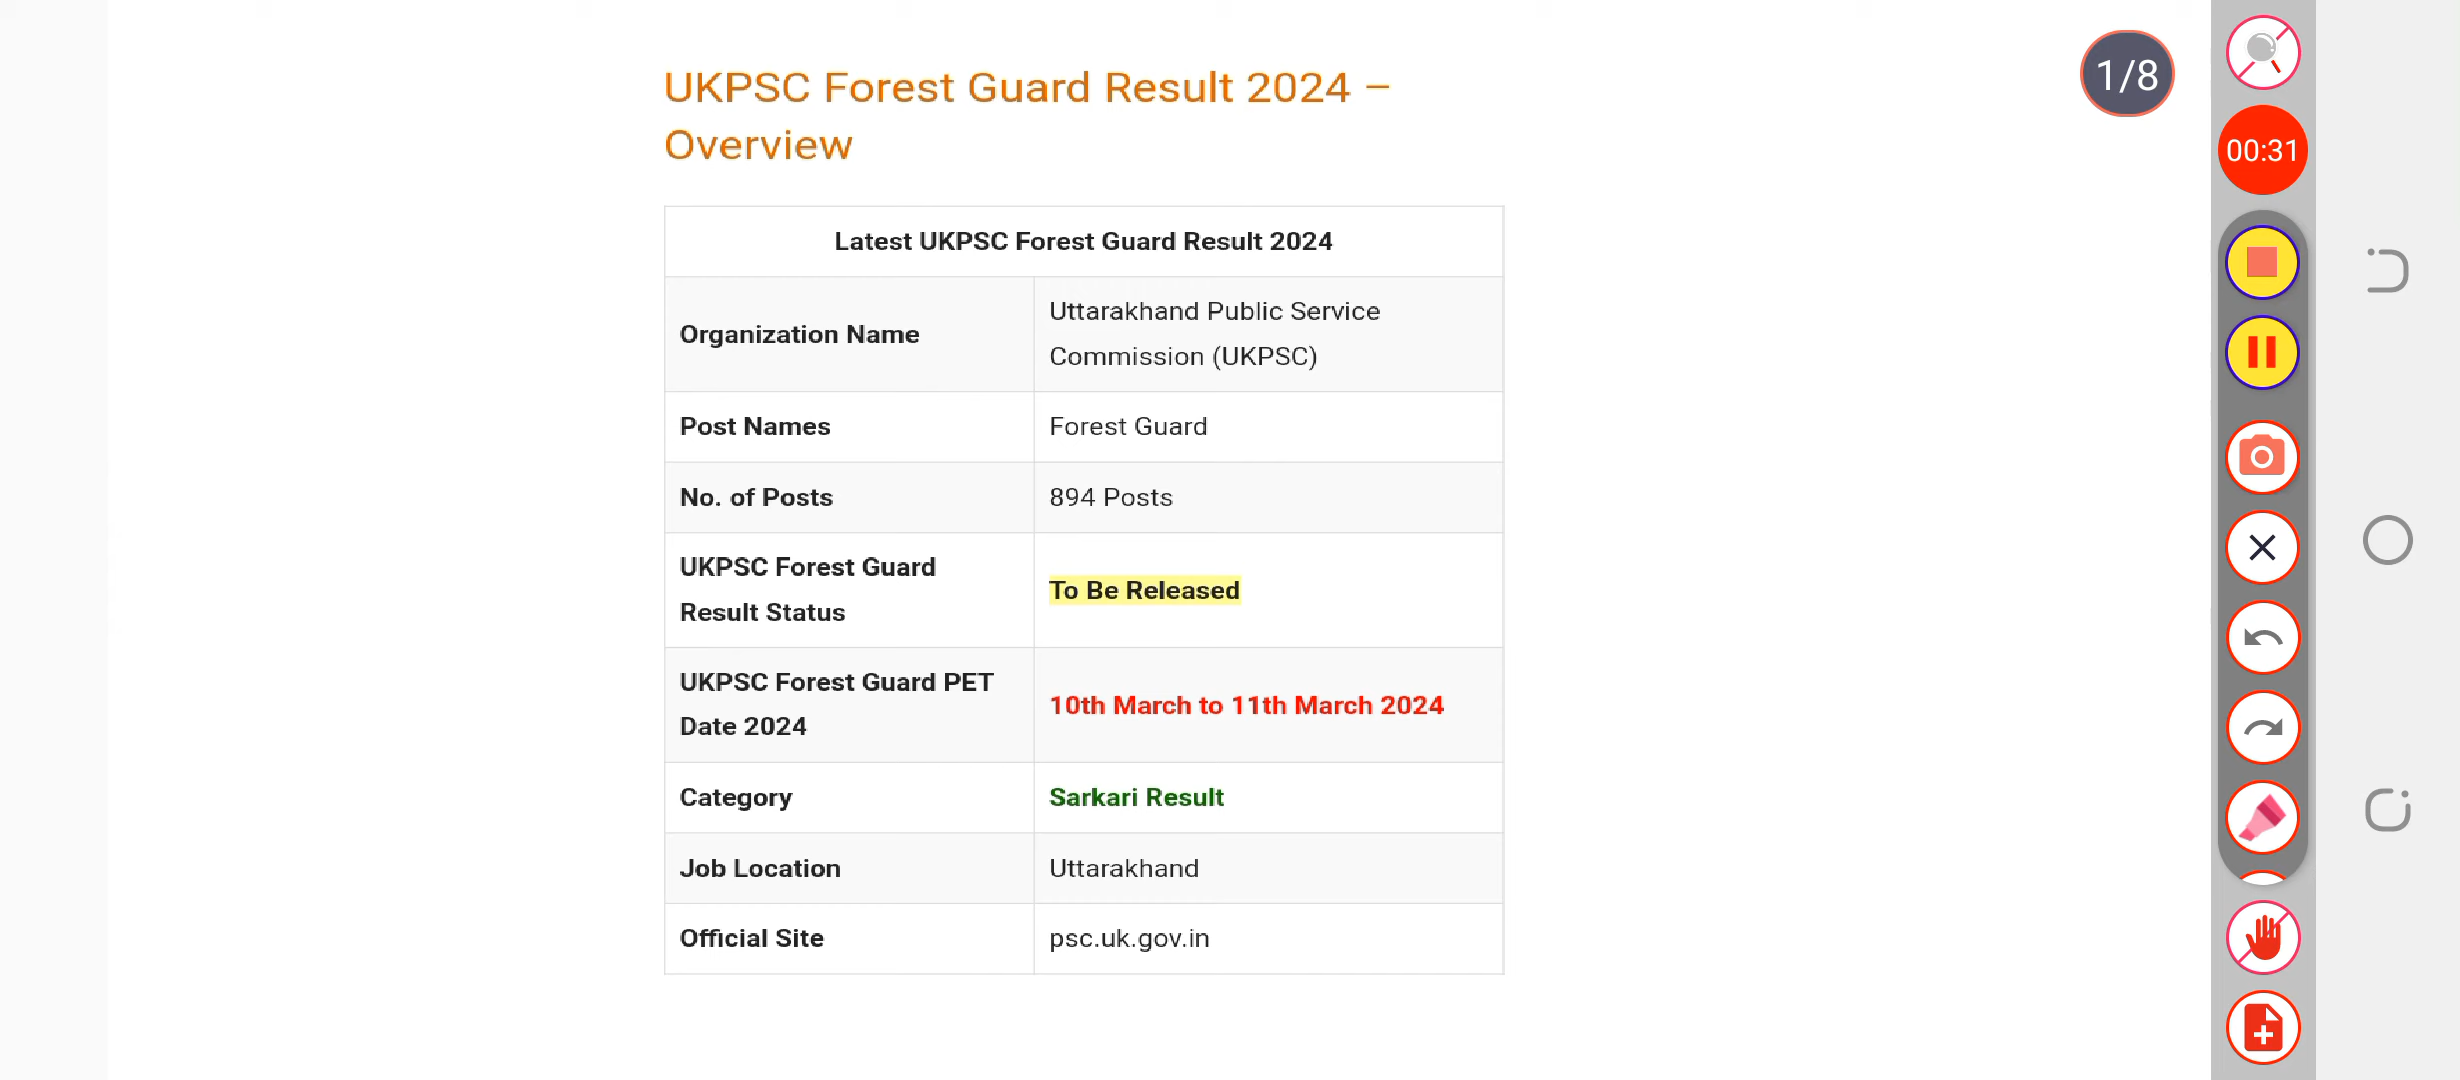 UKPSC Forest Guard Result 2024 –
Overview
1/8
00:31
Latest UKPSC Forest Guard Result 2024
Organization Name
Uttarakhand Public Service
Commission (UKPSC)
Post Names
Forest Guard
No. of Posts
894 Posts
UKPSC Forest Guard
Result Status
To Be Released
UKPSC Forest Guard PET
Date 2024
10th March to 11th March 2024
Category
Sarkari Result
Job Location
Uttarakhand
Official Site
psc.uk.gov.in